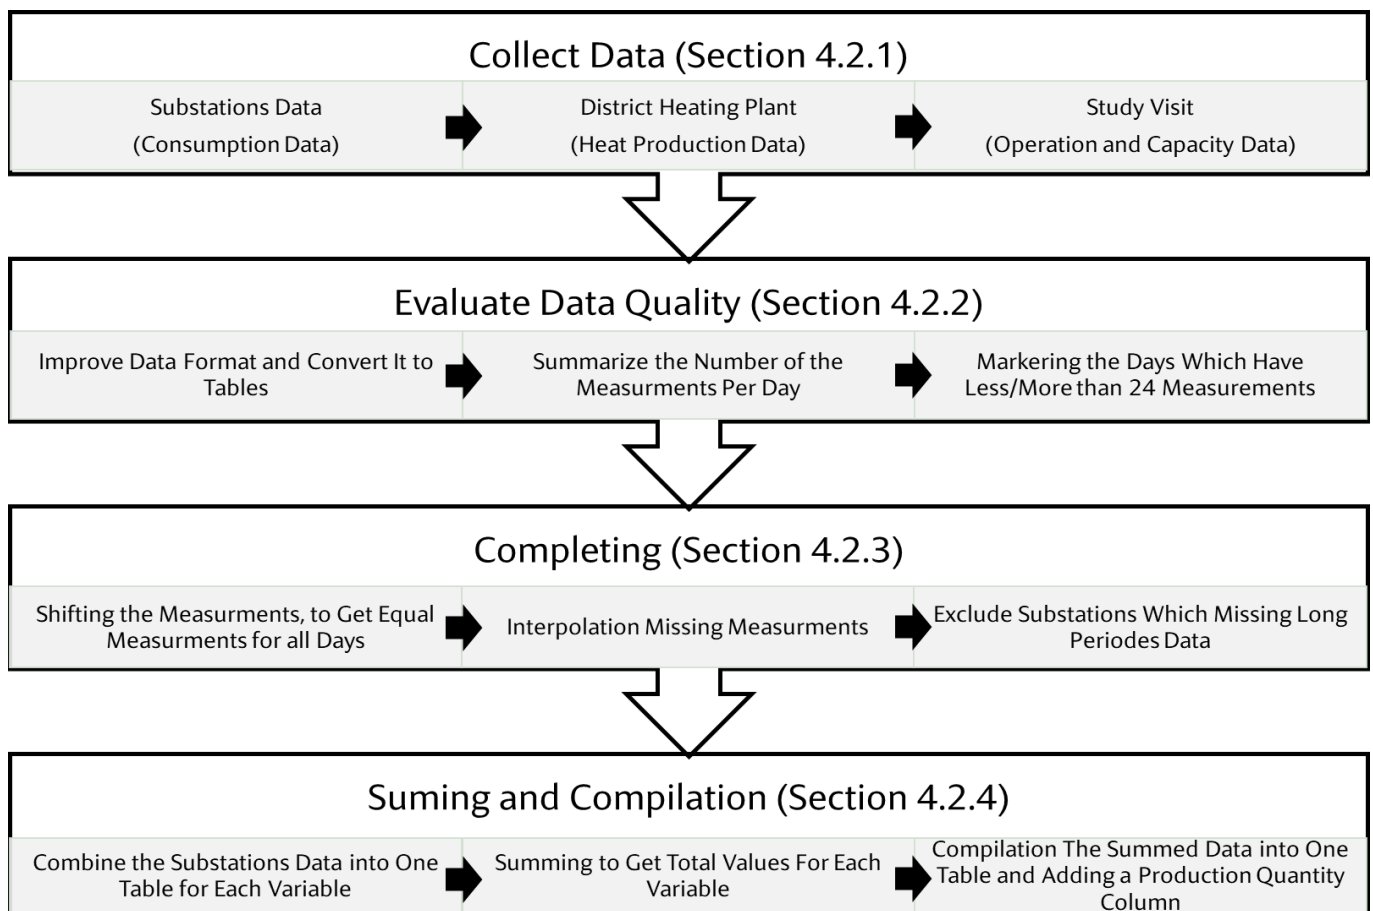 Collect Data (Section 4.2.1)
Substations Data
(Consumption Data)
District Heating Plant
(Heat Production Data)
Study Visit
(Operation and Capacity Data)
Evaluate Data Quality (Section 4.2.2)
Improve Data Format and Convert It to
Tables
Summarize the Number of the
Measurments Per Day
Markering the Days Which Have
Less/More than 24 Measurements
Completing (Section 4.2.3)
Shifting the Measurments, to Get Equal
Measurments for all Days
Interpolation Missing Measurments
Exclude Substations Which Missing Long
Periodes Data
Suming and Compilation (Section 4.2.4)
Combine the Substations Data into One
Table for Each Variable
Summing to Get Total Values For Each
Variable
Compilation The Summed Data into One
Table and Adding a Production Quantity
Column